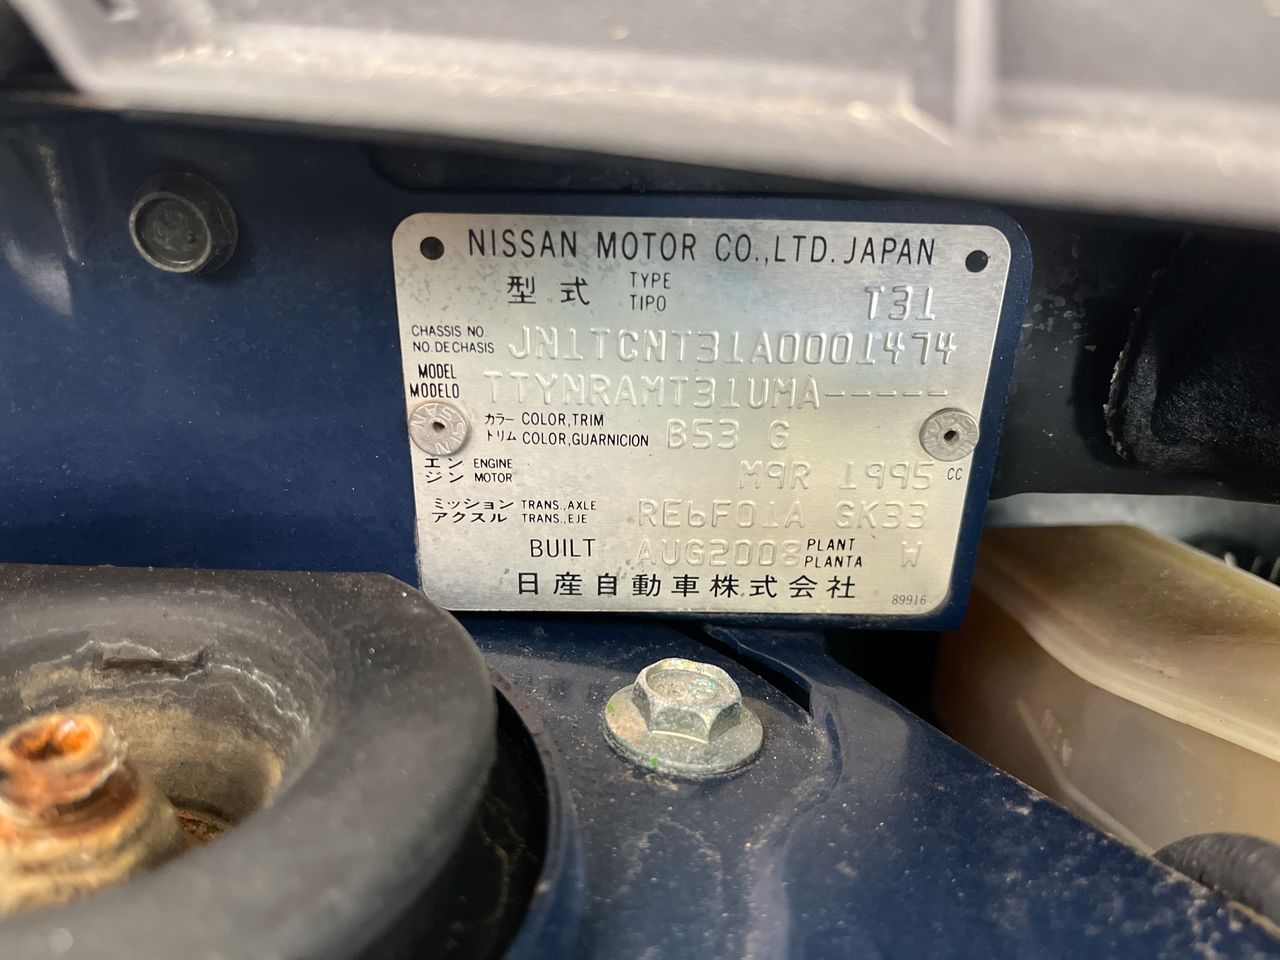 NISSAN MOTOR CO.,LTD. JAPAN
型式 TYPE TIPO T31
CHASSIS NO. NO.DE CHASIS JN1TCNT31A0001474
MODEL MODELO TTYNRAMT31UMA-----
カラー COLOR,TRIM
トリム COLOR,GUARNICION B53 G
エンジン ENGINE MOTOR M9R 1995 CC
ミッション TRANS.,AXLE
アクスル TRANS.,EJE RE6F01A GK33
BUILT AUG2008 PLANT PLANTA W
日産自動車株式会社 89916